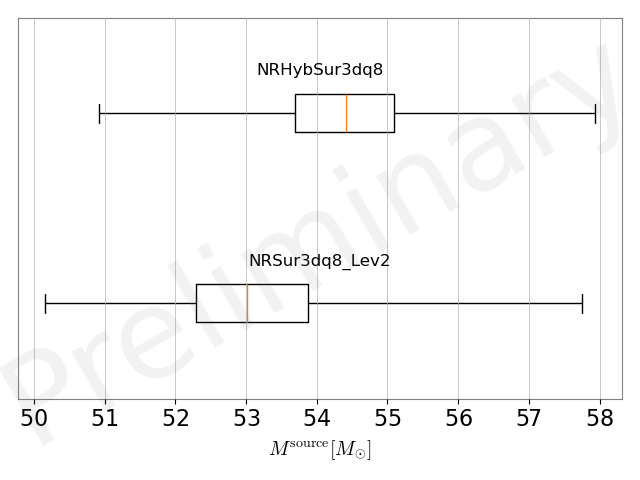 NRHybSur3dq8
NRSur3dq8_Lev2
Preliminary
50 51 52 53 54 55 56 57 58
M^source[M_⊙]